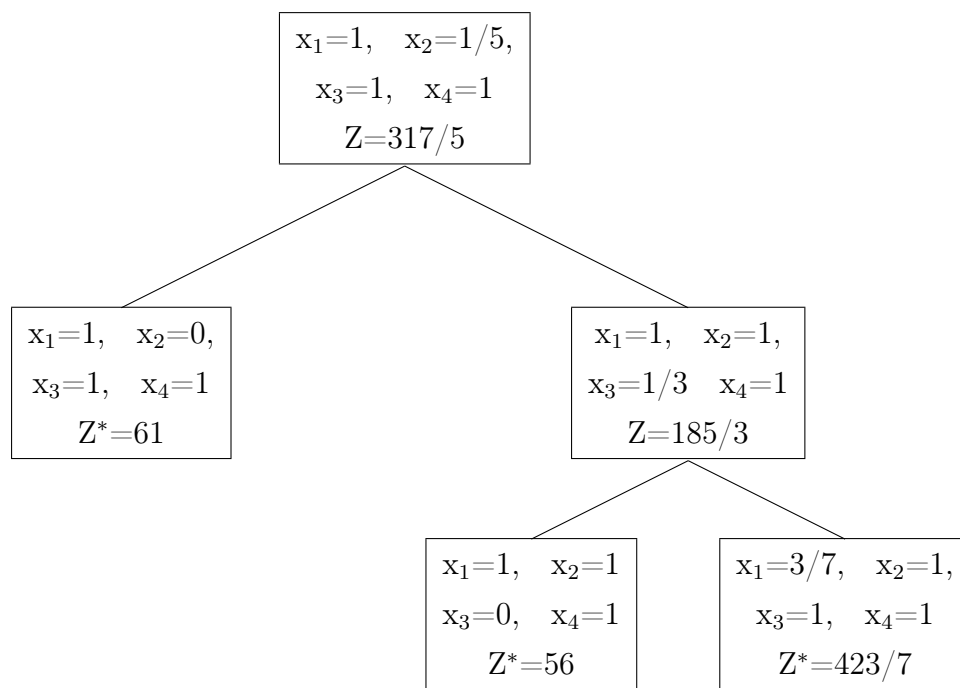 x₁=1, x₂=1/5,
x₃=1, x₄=1
Z=317/5
x₁=1, x₂=0,
x₃=1, x₄=1
Z*=61
x₁=1, x₂=1,
x₃=1/3 x₄=1
Z=185/3
x₁=1, x₂=1
x₃=0, x₄=1
Z*=56
x₁=3/7, x₂=1,
x₃=1, x₄=1
Z*=423/7